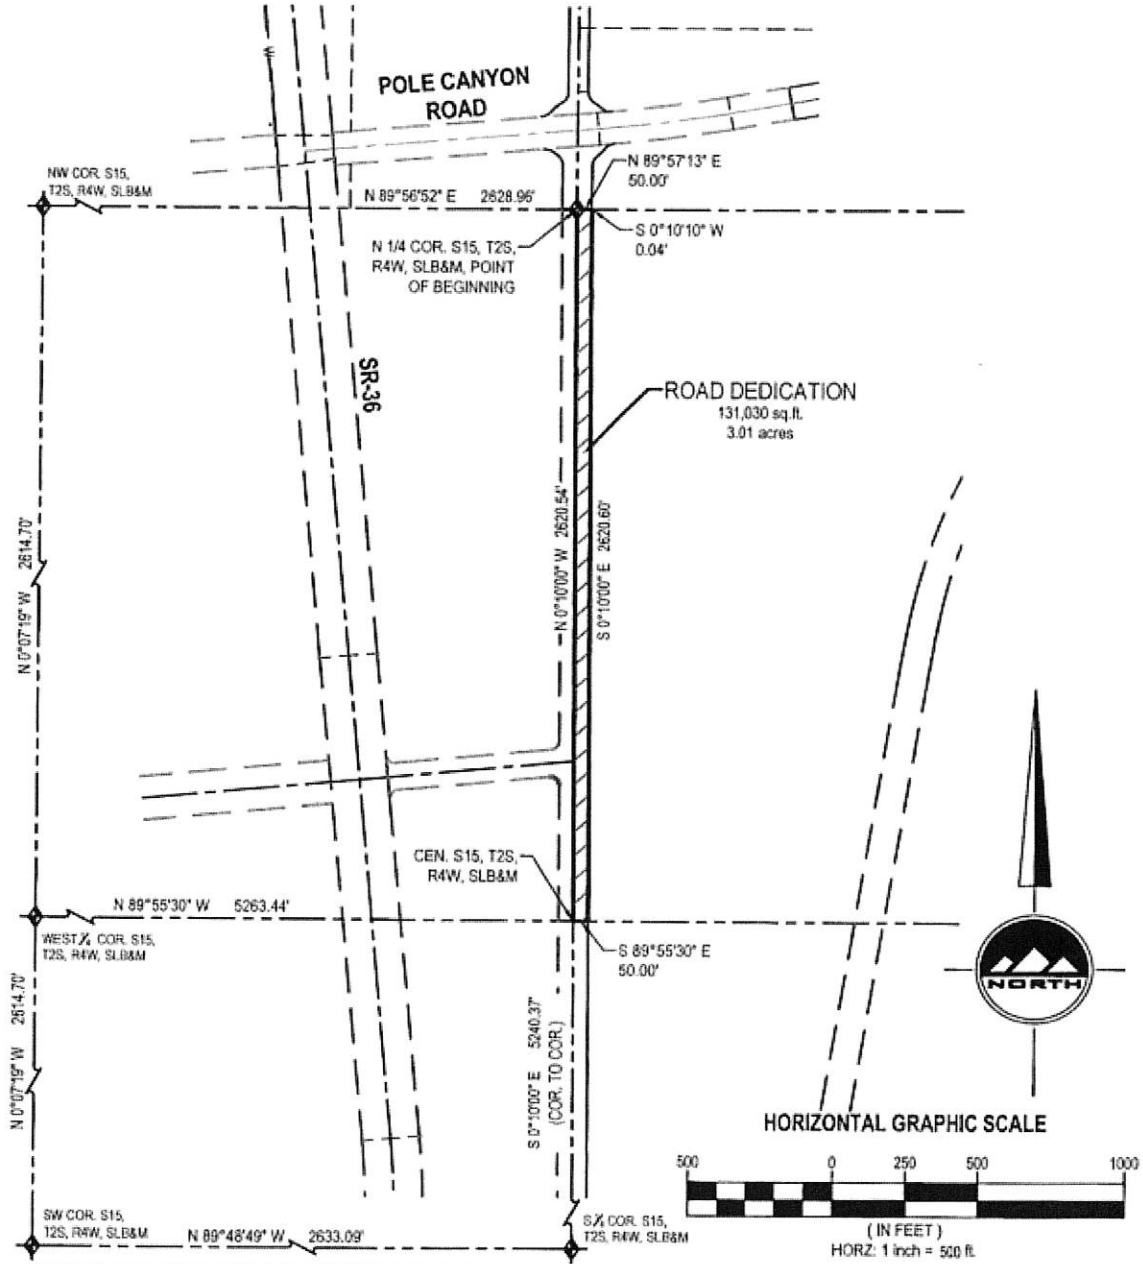 W
POLE CANYON
ROAD
NW COR. S15,
T2S, R4W, SLB&M
N 89°56'52" E 2628.96'
N 89°57'13" E
50.00'
N 1/4 COR. S15, T2S,
R4W, SLB&M, POINT
OF BEGINNING
S 0°10'10" W
0.04'
SR-36
ROAD DEDICATION
131,030 sq.ft.
3.01 acres
N 0°07'19" W 2614.70'
N 0°10'00" W 2620.54'
S 0°10'00" E 2620.60'
CEN. S15, T2S,
R4W, SLB&M
N 89°55'30" W 5263.44'
WEST ¼ COR. S15,
T2S, R4W, SLB&M
S 89°55'30" E
50.00'
N 0°07'19" W 2614.70'
S 0°10'00" E 5240.37'
(COR. TO COR.)
NORTH
HORIZONTAL GRAPHIC SCALE
500 0 250 500 1000
( IN FEET )
HORZ: 1 inch = 500 ft.
SW COR. S15,
T2S, R4W, SLB&M
N 89°48'49" W 2633.09'
S ¼ COR. S15,
T2S, R4W, SLB&M